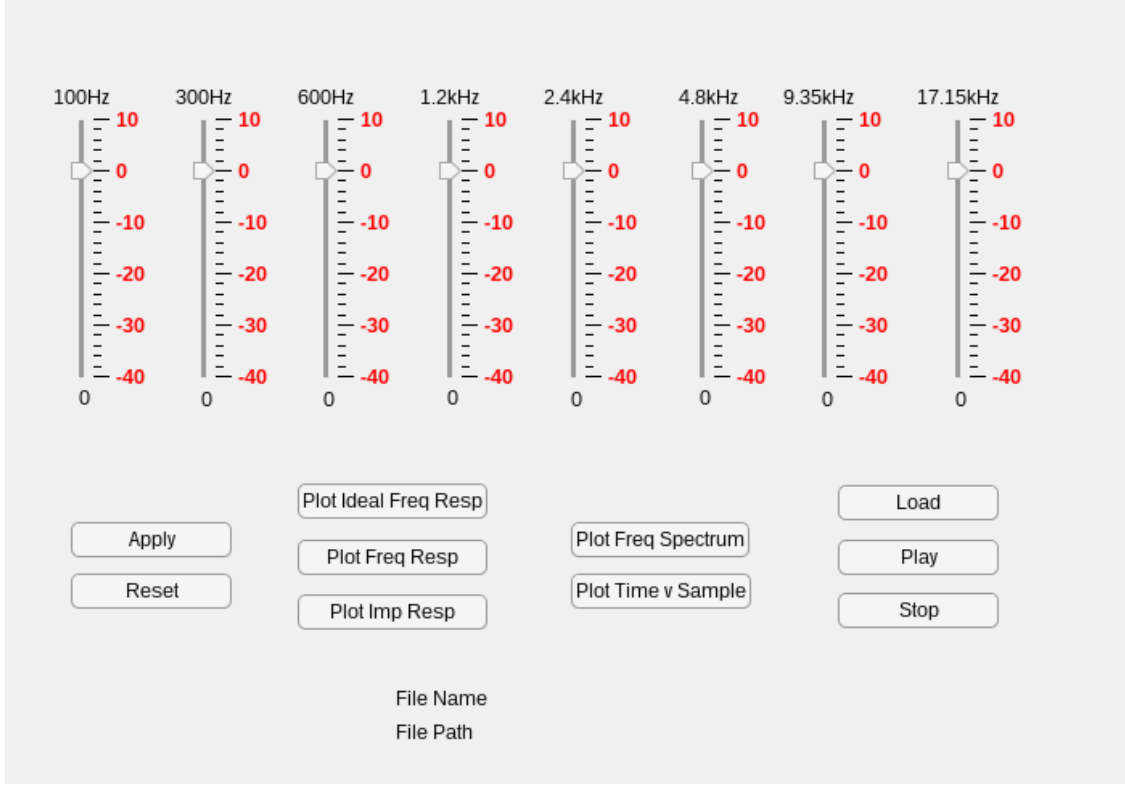 100Hz 300Hz 600Hz 1.2kHz 2.4kHz 4.8kHz 9.35kHz 17.15kHz
10 10 10 10 10 10 10 10
0 0 0 0 0 0 0 0
-10 -10 -10 -10 -10 -10 -10 -10
-20 -20 -20 -20 -20 -20 -20 -20
-30 -30 -30 -30 -30 -30 -30 -30
-40 -40 -40 -40 -40 -40 -40 -40
0 0 0 0 0 0 0 0
Plot Ideal Freq Resp
Load
Apply
Plot Freq Spectrum
Plot Freq Resp
Play
Reset
Plot Time v Sample
Plot Imp Resp
Stop
File Name
File Path